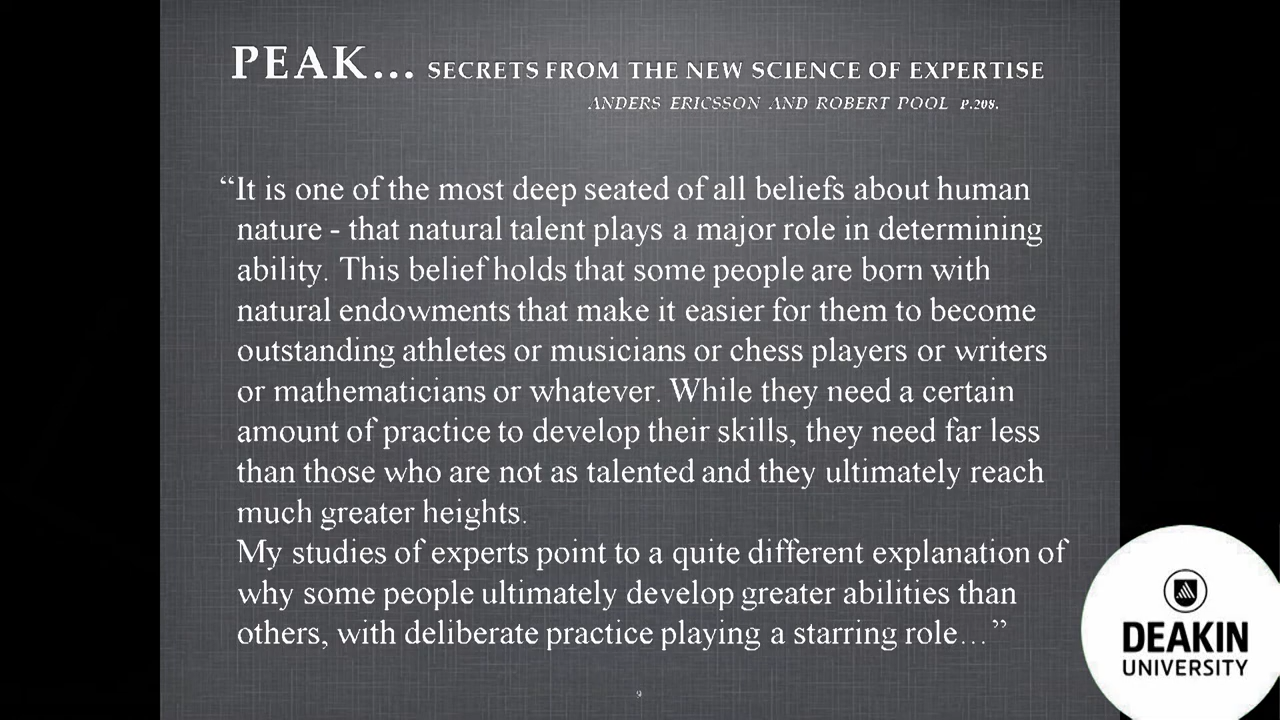 PEAK... SECRETS FROM THE NEW SCIENCE OF EXPERTISE
ANDERS ERICSSON AND ROBERT POOL P.208.
“It is one of the most deep seated of all beliefs about human
nature - that natural talent plays a major role in determining
ability. This belief holds that some people are born with
natural endowments that make it easier for them to become
outstanding athletes or musicians or chess players or writers
or mathematicians or whatever. While they need a certain
amount of practice to develop their skills, they need far less
than those who are not as talented and they ultimately reach
much greater heights.
My studies of experts point to a quite different explanation of
why some people ultimately develop greater abilities than
others, with deliberate practice playing a starring role…”
9
DEAKIN
UNIVERSITY